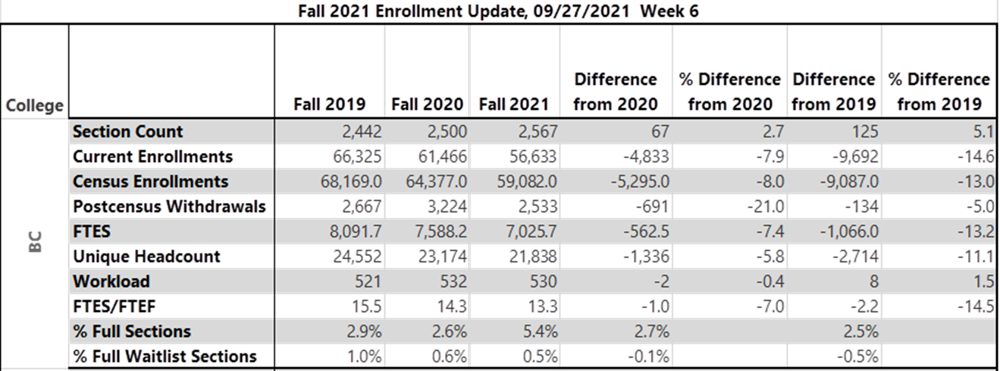 Fall 2021 Enrollment Update, 09/27/2021 Week 6
College Fall 2019 Fall 2020 Fall 2021 Difference from 2020 % Difference from 2020 Difference from 2019 % Difference from 2019
BC
Section Count 2,442 2,500 2,567 67 2.7 125 5.1
Current Enrollments 66,325 61,466 56,633 -4,833 -7.9 -9,692 -14.6
Census Enrollments 68,169.0 64,377.0 59,082.0 -5,295.0 -8.0 -9,087.0 -13.0
Postcensus Withdrawals 2,667 3,224 2,533 -691 -21.0 -134 -5.0
FTES 8,091.7 7,588.2 7,025.7 -562.5 -7.4 -1,066.0 -13.2
Unique Headcount 24,552 23,174 21,838 -1,336 -5.8 -2,714 -11.1
Workload 521 532 530 -2 -0.4 8 1.5
FTES/FTEF 15.5 14.3 13.3 -1.0 -7.0 -2.2 -14.5
% Full Sections 2.9% 2.6% 5.4% 2.7% 2.5%
% Full Waitlist Sections 1.0% 0.6% 0.5% -0.1% -0.5%